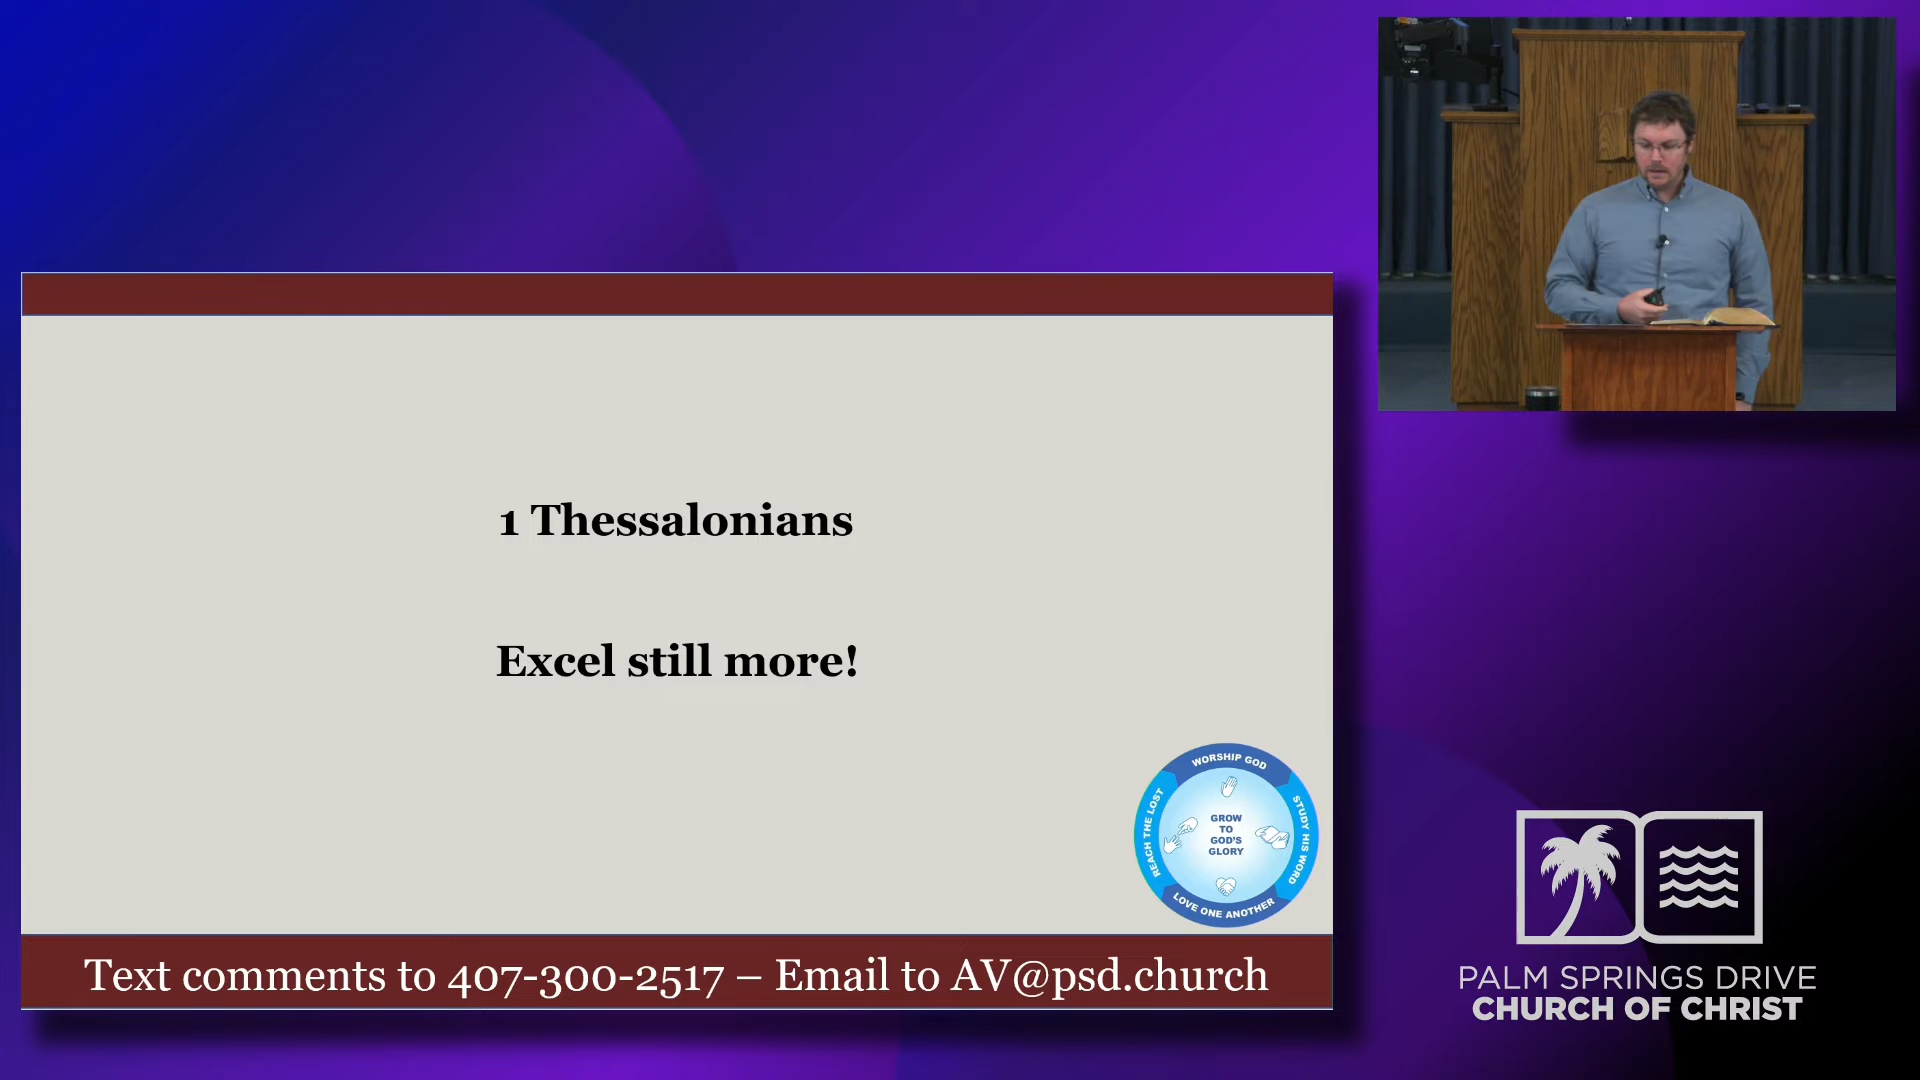 1 Thessalonians
Excel still more!
WORSHIP GOD
STUDY HIS WORD
LOVE ONE ANOTHER
REACH THE LOST
GROW
TO
GOD'S
GLORY
Text comments to 407-300-2517 – Email to AV@psd.church
PALM SPRINGS DRIVE
CHURCH OF CHRIST